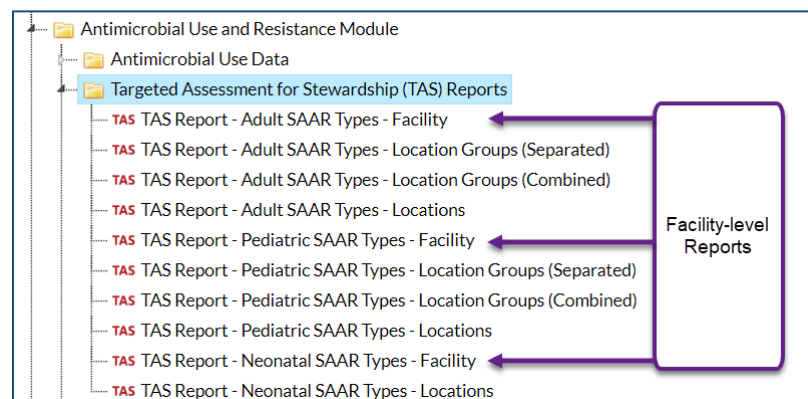 Antimicrobial Use and Resistance Module
Antimicrobial Use Data
Targeted Assessment for Stewardship (TAS) Reports
TAS TAS Report - Adult SAAR Types - Facility
TAS TAS Report - Adult SAAR Types - Location Groups (Separated)
TAS TAS Report - Adult SAAR Types - Location Groups (Combined)
TAS TAS Report - Adult SAAR Types - Locations
TAS TAS Report - Pediatric SAAR Types - Facility
TAS TAS Report - Pediatric SAAR Types - Location Groups (Separated)
TAS TAS Report - Pediatric SAAR Types - Location Groups (Combined)
TAS TAS Report - Pediatric SAAR Types - Locations
TAS TAS Report - Neonatal SAAR Types - Facility
TAS TAS Report - Neonatal SAAR Types - Locations
Facility-level
Reports